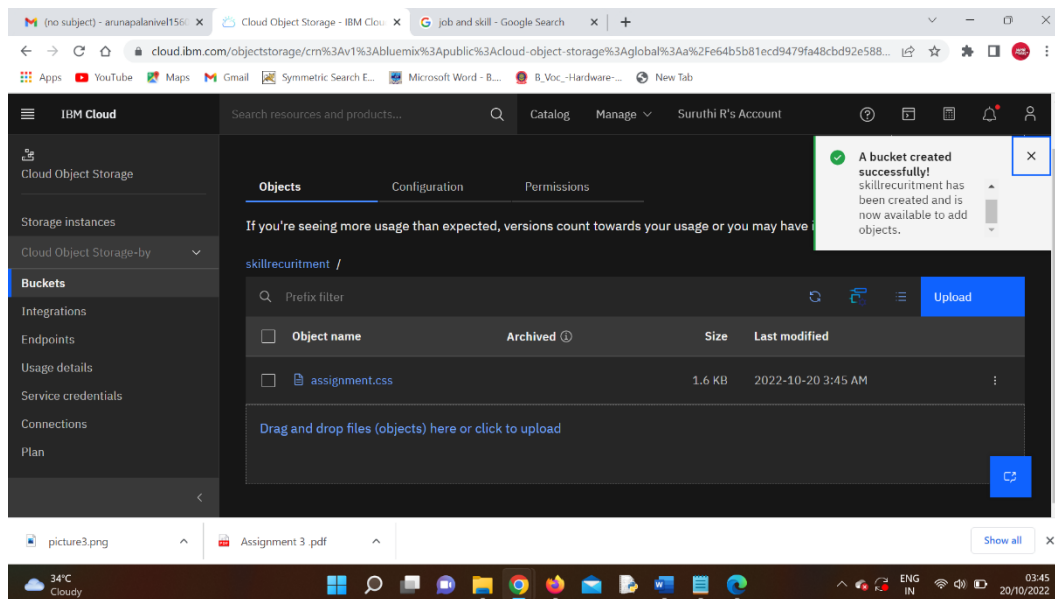 (no subject) - arunapalanivel1560
Cloud Object Storage - IBM Clou
job and skill - Google Search
cloud.ibm.com/objectstorage/crn%3Av1%3Abluemix%3Apublic%3Acloud-object-storage%3Aglobal%3Aa%2Fe64b5b81ecd9479fa48cbd92e588...
Apps
YouTube
Maps
Gmail
Symmetric Search E...
Microsoft Word - B....
B_Voc_-Hardware-...
New Tab
IBM Cloud
Search resources and products...
Catalog
Manage
Suruthi R's Account
Cloud Object Storage
Storage instances
Cloud Object Storage-by
Buckets
Integrations
Endpoints
Usage details
Service credentials
Connections
Plan
Objects
Configuration
Permissions
If you're seeing more usage than expected, versions count towards your usage or you may have i
A bucket created
successfully!
skillrecuritment has
been created and is
now available to add
objects.
skillrecuritment /
Prefix filter
Upload
Object name
Archived
Size
Last modified
assignment.css
1.6 KB
2022-10-20 3:45 AM
Drag and drop files (objects) here or click to upload
picture3.png
Assignment 3 .pdf
Show all
34°C
Cloudy
ENG
IN
03:45
20/10/2022